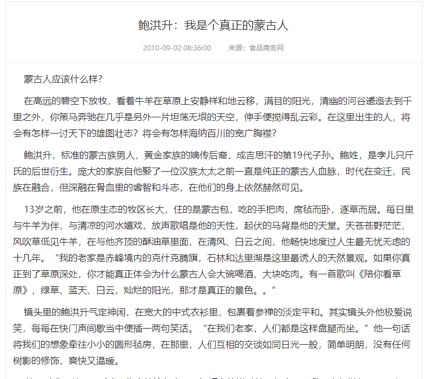 鲍洪升：我是个真正的蒙古人
2010-09-02 08:36:00 来源：食品商务网
蒙古人应该什么样？
在高远的碧空下放牧，看着牛羊在草原上安静祥和地云移，满目的阳光，清幽的河谷逶迤去到千
里之外，你策马奔驰在几乎是另外一片坦荡无垠的天空，伸手便搅得乱云彩。在这里出生的人，将
会有怎样一讨天下的雄图壮志？将会有怎样海纳百川的宽广胸襟？
鲍洪升，标准的蒙古族男人，黄金家族的嫡传后裔，成吉思汗的第19代子孙。鲍姓，是孛儿只斤
氏的后世衍生。庞大的家族自他娶了一位汉族太太之前一直是纯正的蒙古人血脉，时代在变迁，民
族在融合，但深融在骨血里的睿智和斗志，在他们的身上依然赫然可见。
13岁之前，他在原生态的牧区长大，住的是蒙古包，吃的手把肉，席毡而卧，逐草而居。每日里
与牛羊为伴，与清凉的河水嬉戏，放声歌唱是他的天性，起伏的马背是他的天堂。天苍苍野茫茫，
风吹草低见牛羊，在与他齐顶的酥油草里面，在清风、白云之间，他畅快地度过人生最无忧无虑的
十几年。 “我的老家是赤峰境内的克什克腾旗，石林和达里湖是这里最诱人的天然景观。如果你真
正到了草原深处，你才能真正体会为什么蒙古人会大碗喝酒、大块吃肉。有一首歌叫《陪你看草
原》，绿草、蓝天、白云，灿烂的阳光，那才是真正的景色。。”
镜头里的鲍洪升气定神闲，在宽大的中式衣衫里，包裹着参禅的淡定平和。其实镜头外他极爱说
笑，每每在快门声间歇当中便插一两句笑话。 “在我们老家，人们都是这样盘腿而坐。”他一句话
将我们的想象牵往小小的圆形毡房，在那里，人们互相的交谈如同日光一般，简单明朗，没有任何
树影的修饰，爽快又温暖。